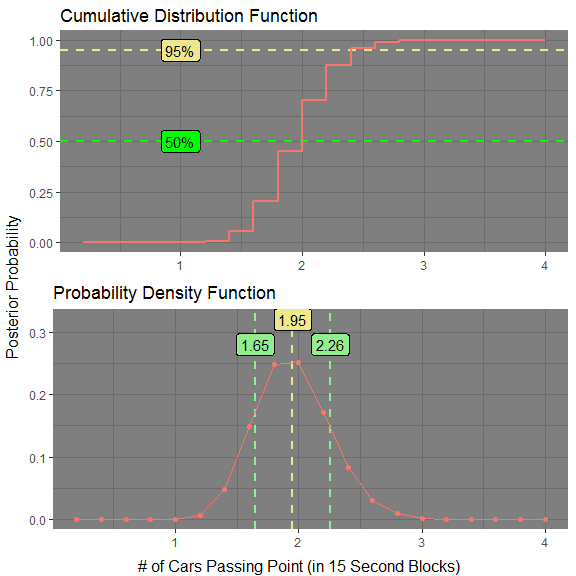 Cumulative Distribution Function
1.00
95%
0.75
0.50
50%
0.25
0.00
1 2 3 4
Posterior Probability
Probability Density Function
1.95
0.3
1.65 2.26
0.2
0.1
0.0
1 2 3 4
# of Cars Passing Point (in 15 Second Blocks)